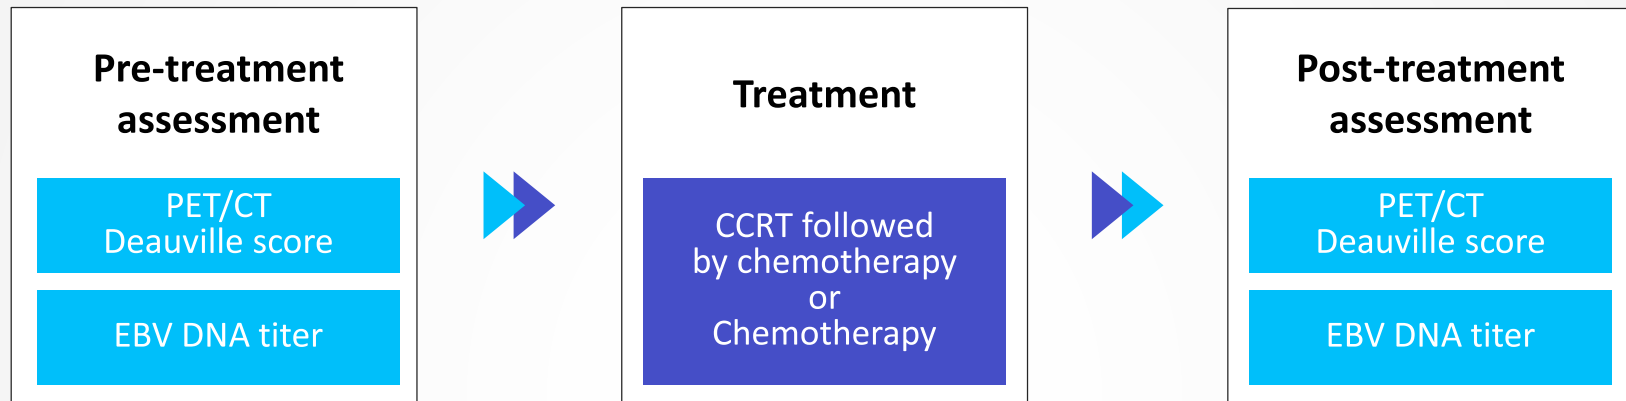 Pre-treatment
assessment
PET/CT
Deauville score
EBV DNA titer
Treatment
CCRT followed
by chemotherapy
or
Chemotherapy
Post-treatment
assessment
PET/CT
Deauville score
EBV DNA titer